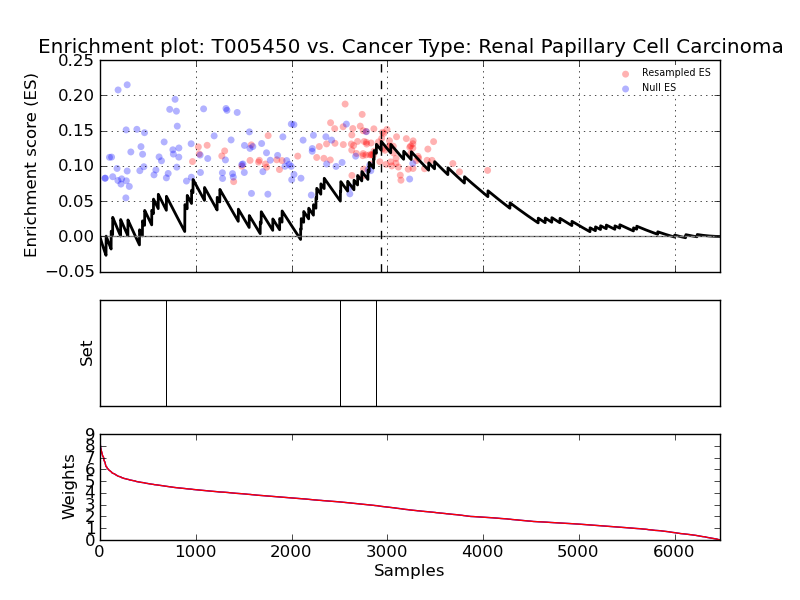 Enrichment plot: T005450 vs. Cancer Type: Renal Papillary Cell Carcinoma
Enrichment score (ES)
0.25
0.20
0.15
0.10
0.05
0.00
−0.05
Resampled ES
Null ES
Set
Weights
9
8
7
6
5
4
3
2
1
0
0 1000 2000 3000 4000 5000 6000
Samples